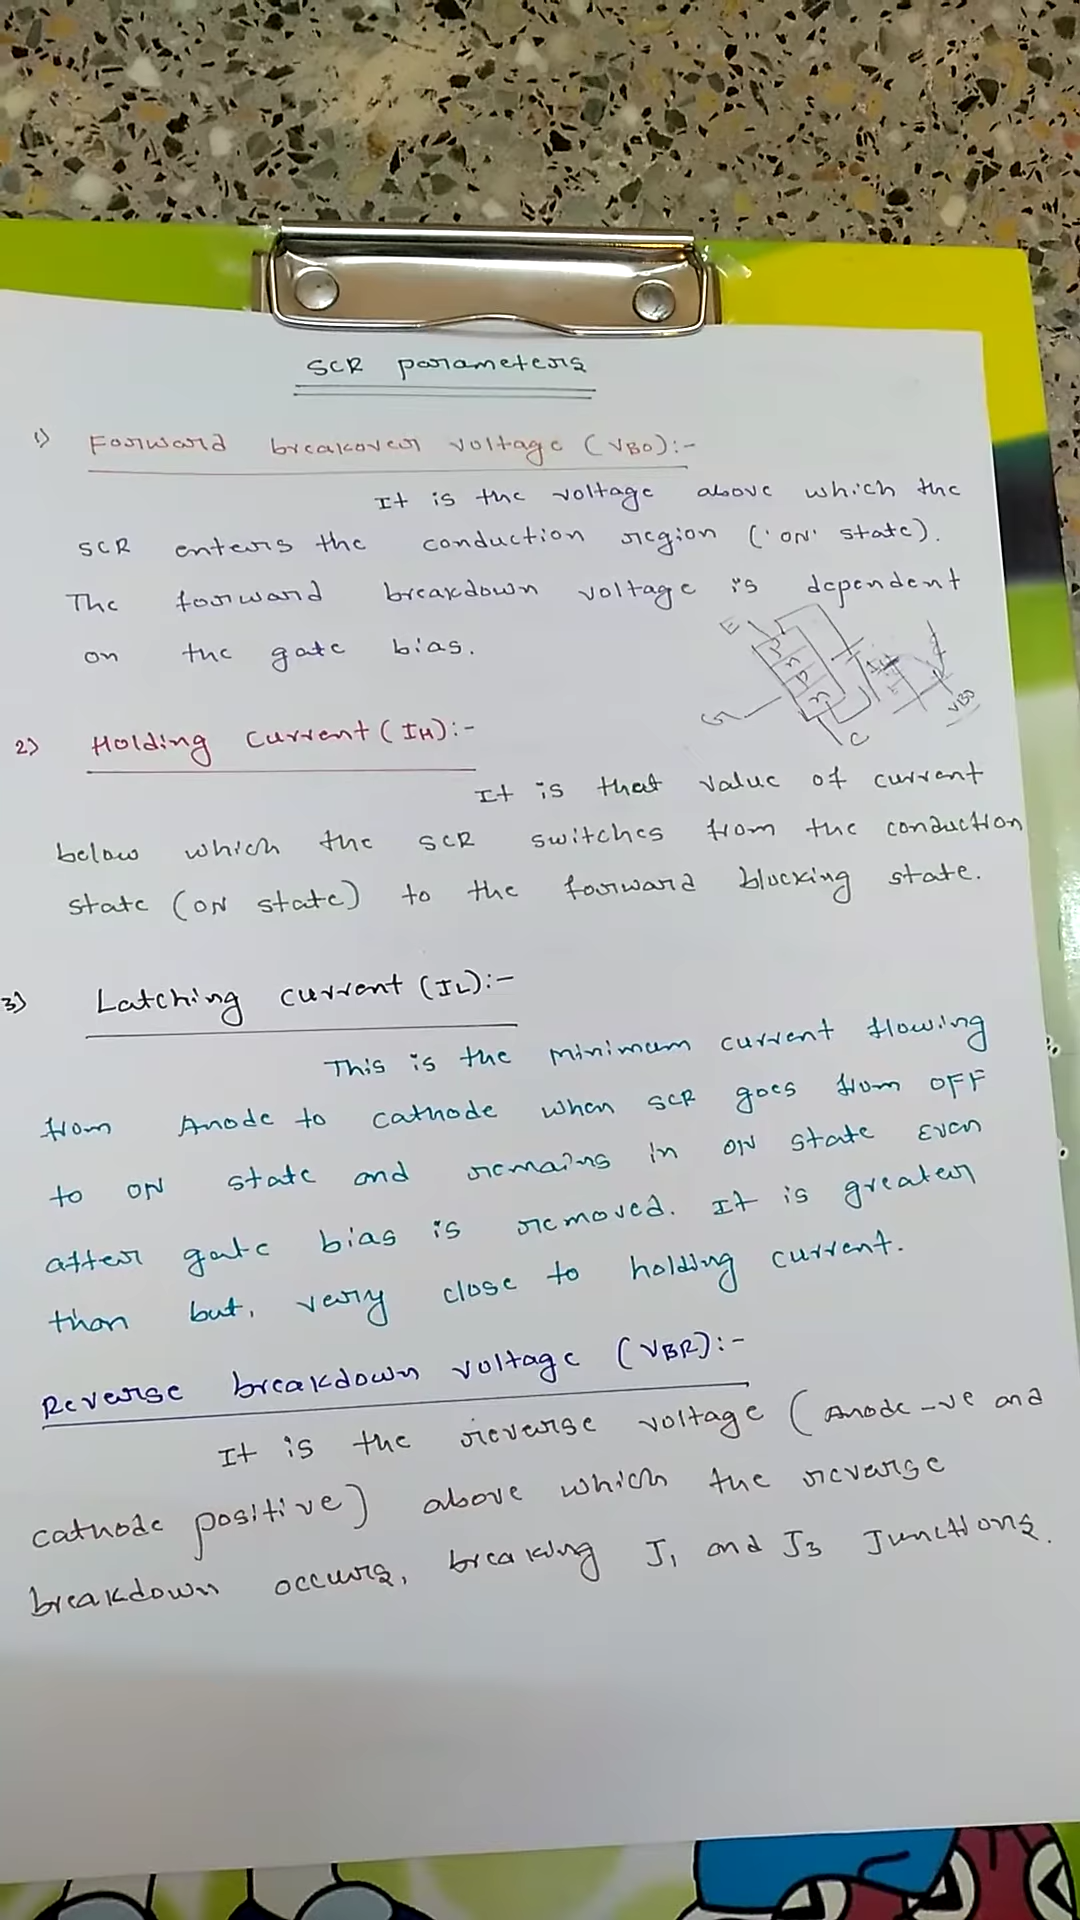 SCR parameters
1) Forward breakover voltage (VBO):-
It is the voltage above which the
SCR enters the conduction region ('ON' state).
The forward breakdown voltage is dependent
on the gate bias.
E
P
n
P
n
G
C
VBO
2) Holding current (IH):-
It is that value of current
below which the SCR switches from the conduction
state (ON state) to the forward blocking state.
3) Latching current (IL):-
This is the minimum current flowing
from Anode to cathode when SCR goes from OFF
to ON state and remains in ON state even
after gate bias is removed. It is greater
than but, very close to holding current.
Reverse breakdown voltage (VBR):-
It is the reverse voltage (Anode -ve and
cathode positive) above which the reverse
breakdown occurs, breaking J1 and J3 Junctions.